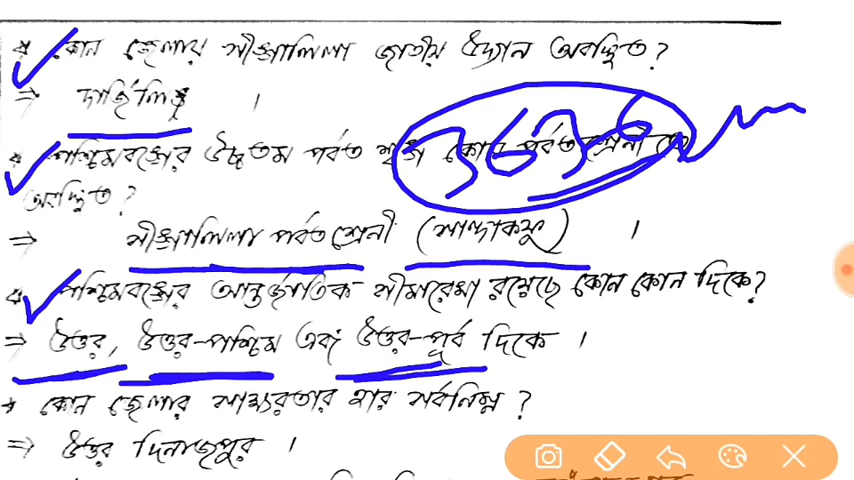 * কোন জেলায় সীঙ্গালিলা জাতীয় উদ্যান অবস্থিত?
⇒ দার্জিলিঙ ।
* পশ্চিমবঙ্গের উচ্চতম পর্বত শৃঙ্গ কোন পর্বতশ্রেনী তে
3636
অবস্থিত?
⇒ সীঙ্গালিলা পর্বতশ্রেনী (সান্দাকফু) ।
* পশ্চিমবঙ্গের আন্তর্জাতিক সীমারেখা রয়েছে কোন কোন দিকে?
⇒ উত্তর, উত্তর-পশ্চিম এবং উত্তর-পূর্ব দিকে ।
* কোন জেলার সাক্ষরতার হার সর্বনিম্ন ?
⇒ উত্তর দিনাজপুর ।